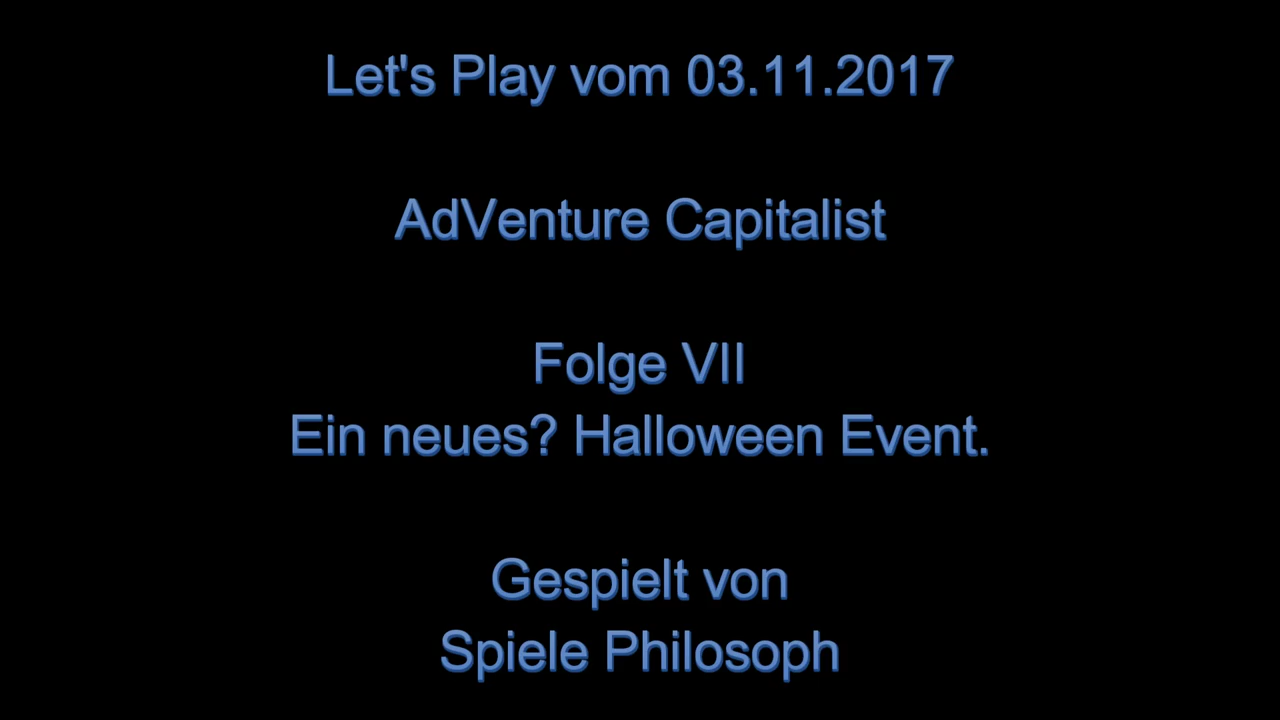 Let's Play vom 03.11.2017
AdVenture Capitalist
Folge VII
Ein neues? Halloween Event.
Gespielt von
Spiele Philosoph